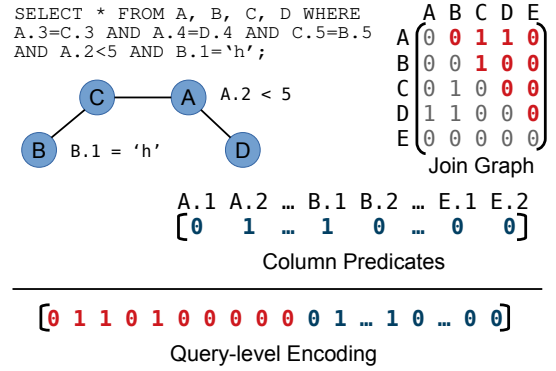 SELECT * FROM A, B, C, D WHERE
A.3=C.3 AND A.4=D.4 AND C.5=B.5
AND A.2<5 AND B.1=‘h’;
C A A.2 < 5
B B.1 = ‘h’ D
A B C D E
A 0 0 1 1 0
B 0 0 1 0 0
C 0 1 0 0 0
D 1 1 0 0 0
E 0 0 0 0 0
Join Graph
A.1 A.2 … B.1 B.2 … E.1 E.2
[0 1 … 1 0 … 0 0]
Column Predicates
[0 1 1 0 1 0 0 0 0 0 0 1 … 1 0 … 0 0]
Query-level Encoding